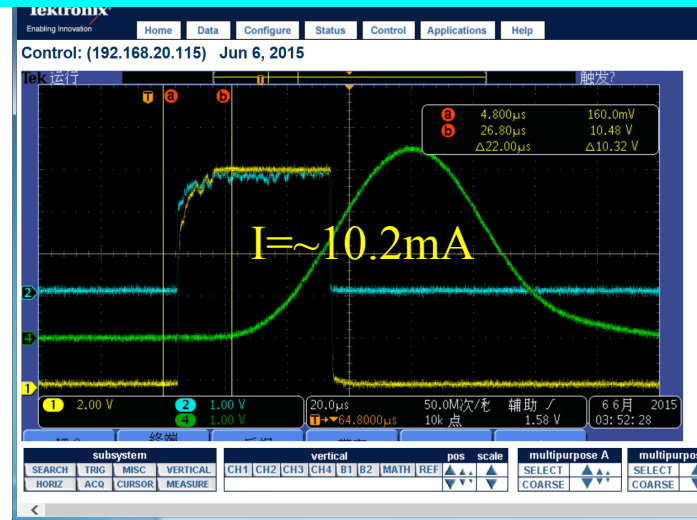 Tektronix
Enabling Innovation
Home Data Configure Status Control Applications Help
Control: (192.168.20.115) Jun 6, 2015
Tek 运行 触发?
T a b T
a 4.800µs 160.0mV
b 26.80µs 10.48 V
△22.00µs △10.32 V
I=~10.2mA
2
4
1
1 2.00 V 2 1.00 V 20.0µs 50.0M次/秒 辅助 ∕ 6 6月 2015
4 1.00 V T→▼64.8000µs 10k 点 1.58 V 03:52:28
终端
subsystem vertical pos scale multipurpose A multipurpos
SEARCH TRIG MISC VERTICAL CH1 CH2 CH3 CH4 B1 B2 MATH REF SELECT SELECT
HORIZ ACQ CURSOR MEASURE COARSE COARSE